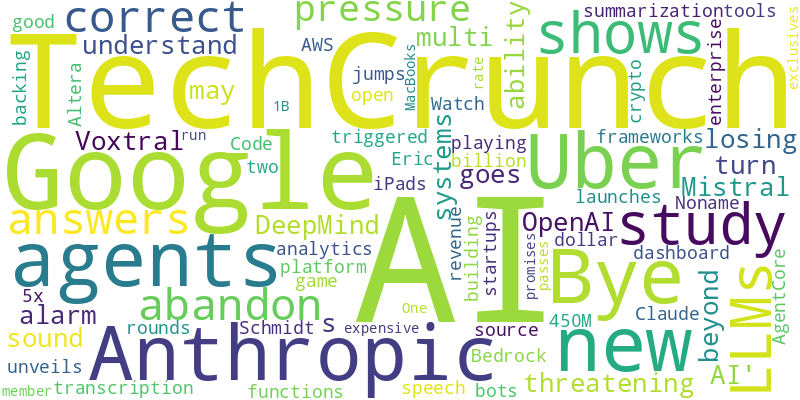 TechCrunch
correct
pressure
summarization
tools
good
understand
AWS
multi
shows
backing
Altera
may
jumps
open
MacBooks
Watch
ability
rate
crypto
enterprise
exclusives
1B
Google
Voxtral
run
Code
two
triggered
Eric
iPads
systems
playing
billion
goes
Uber
frameworks
losing
turn
Mistral
launches
Noname
answers
DeepMind
AI
OpenAI
study
agents
analytics
platform
game
revenue
building
startups
promises
passes
dollar
dashboard
Bye
5x
alarm
abandon
One
450M
Claude
beyond
LLMs
AgentCore
sound
rounds
Schmidt
s
expensive
source
new
unveils
Anthropic
Bedrock
threatening
AI'
member
transcription
functions
speech
bots